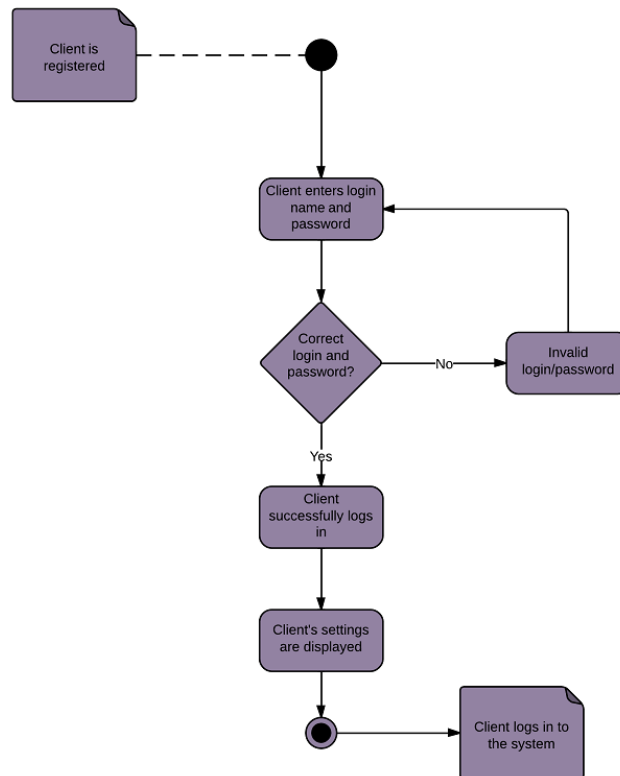 Client is
registered
Client enters login
name and
password
Correct
login and
password?
No
Invalid
login/password
Yes
Client
successfully logs
in
Client's settings
are displayed
Client logs in to
the system